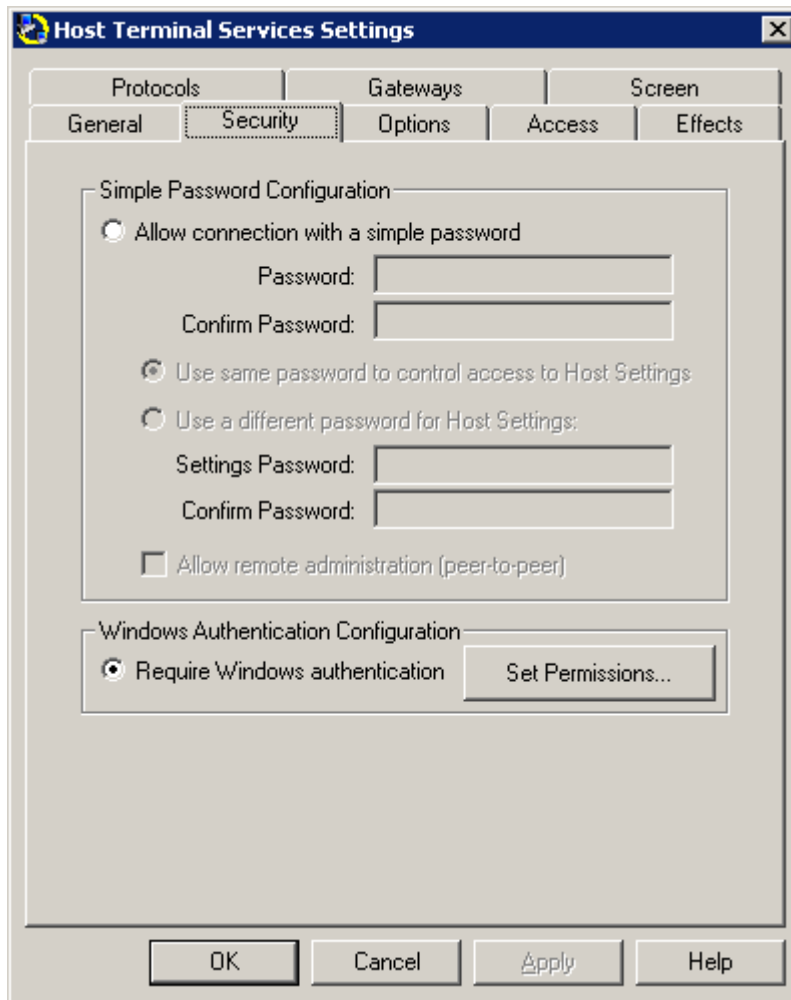 Host Terminal Services Settings
Protocols Gateways Screen
General Security Options Access Effects
Simple Password Configuration
Allow connection with a simple password
Password:
Confirm Password:
Use same password to control access to Host Settings
Use a different password for Host Settings:
Settings Password:
Confirm Password:
Allow remote administration (peer-to-peer)
Windows Authentication Configuration
Require Windows authentication Set Permissions...
OK Cancel Apply Help